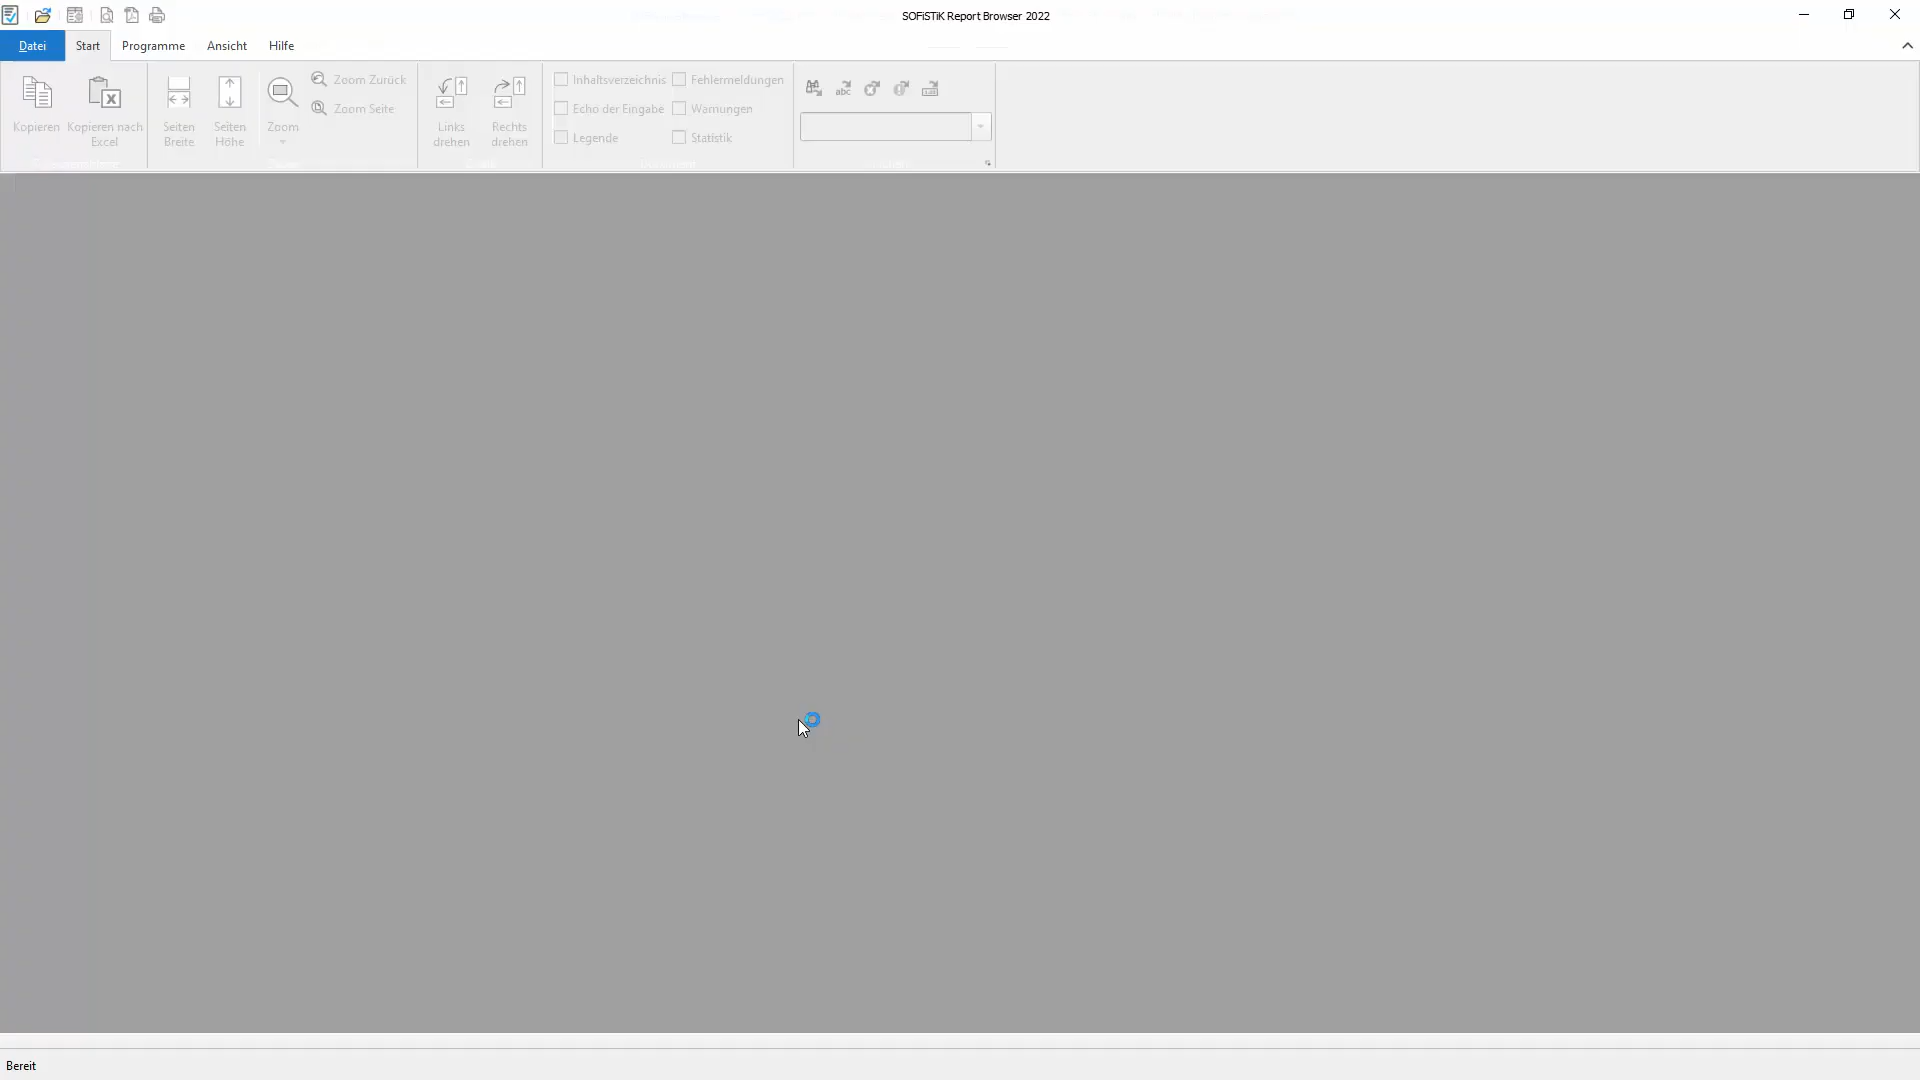 SOFiSTiK Report Browser 2022
Datei Start Programme Ansicht Hilfe
Kopieren
Kopieren nach
Excel
Seiten
Breite
Seiten
Höhe
Zoom
Zoom Zurück
Zoom Seite
Links
drehen
Rechts
drehen
Inhaltsverzeichnis Fehlermeldungen
Echo der Eingabe Warnungen
Legende Statistik
abc
Bereit